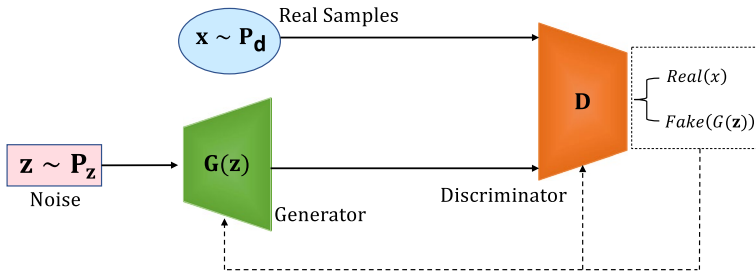 Real Samples
x ~ P_d
D
Real(x)
Fake(G(z))
z ~ P_z
G(z)
Noise
Generator
Discriminator